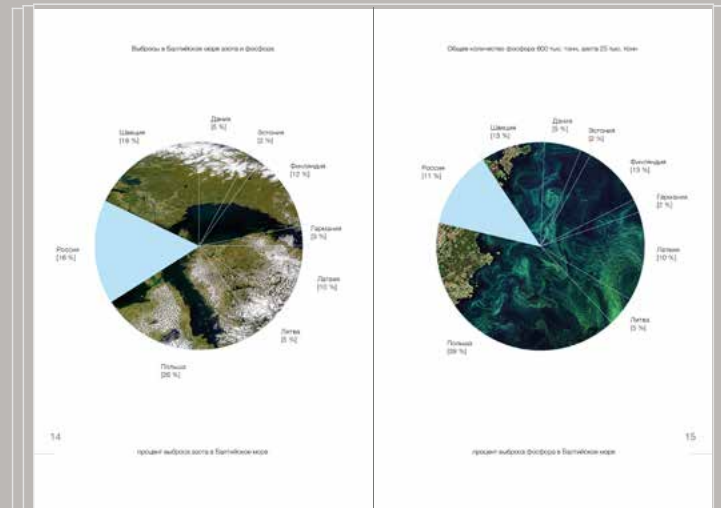 Выбросы в Балтийское море азота и фосфора
Дания
[5 %]
Эстония
[2 %]
Швеция
Финляндия
[12 %]
Германия
Россия
[16 %]
Латвия
[10 %]
Литва
[5 %]
Польша
14
процент выброса азота в Балтийское море
Общее количество фосфора 600 тыс. тонн, азота 25 тыс. тонн
Дания
[5 %]
Швеция
[13 %]
Эстония
[2 %]
Финляндия
[13 %]
Россия
[11 %]
Германия
[2 %]
Латвия
[10 %]
Литва
[5 %]
Польша
[39 %]
15
процент выброса фосфора в Балтийское море